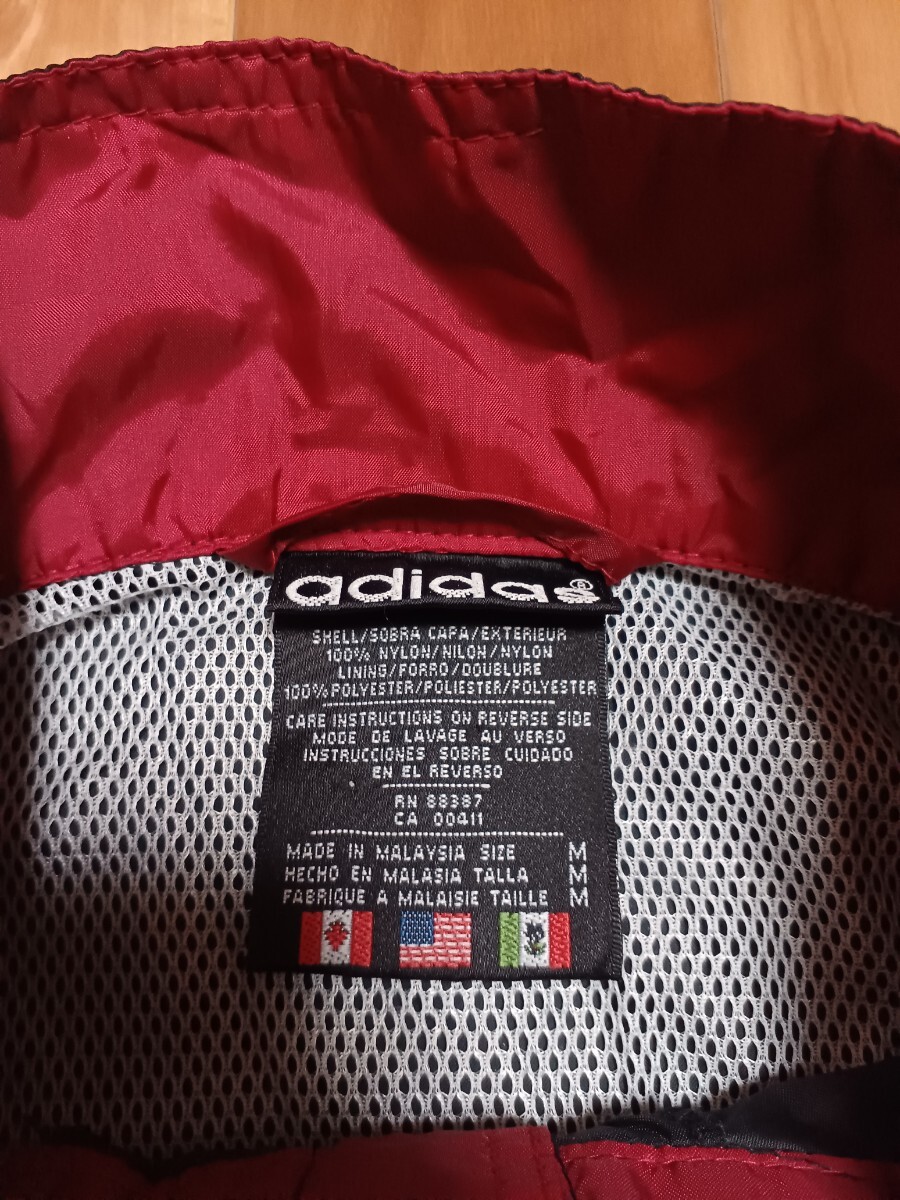 adidas®
SHELL/SOBRA CAPA/EXTERIEUR
100% NYLON/NILON/NYLON
LINING/FORRO/DOUBLURE
100% POLYESTER/POLIESTER/POLYESTER
CARE INSTRUCTIONS ON REVERSE SIDE
MODE DE LAVAGE AU VERSO
INSTRUCCIONES SOBRE CUIDADO
EN EL REVERSO
RN 88387
CA 00411
MADE IN MALAYSIA SIZE M
HECHO EN MALASIA TALLA M
FABRIQUE A MALAISIE TAILLE M